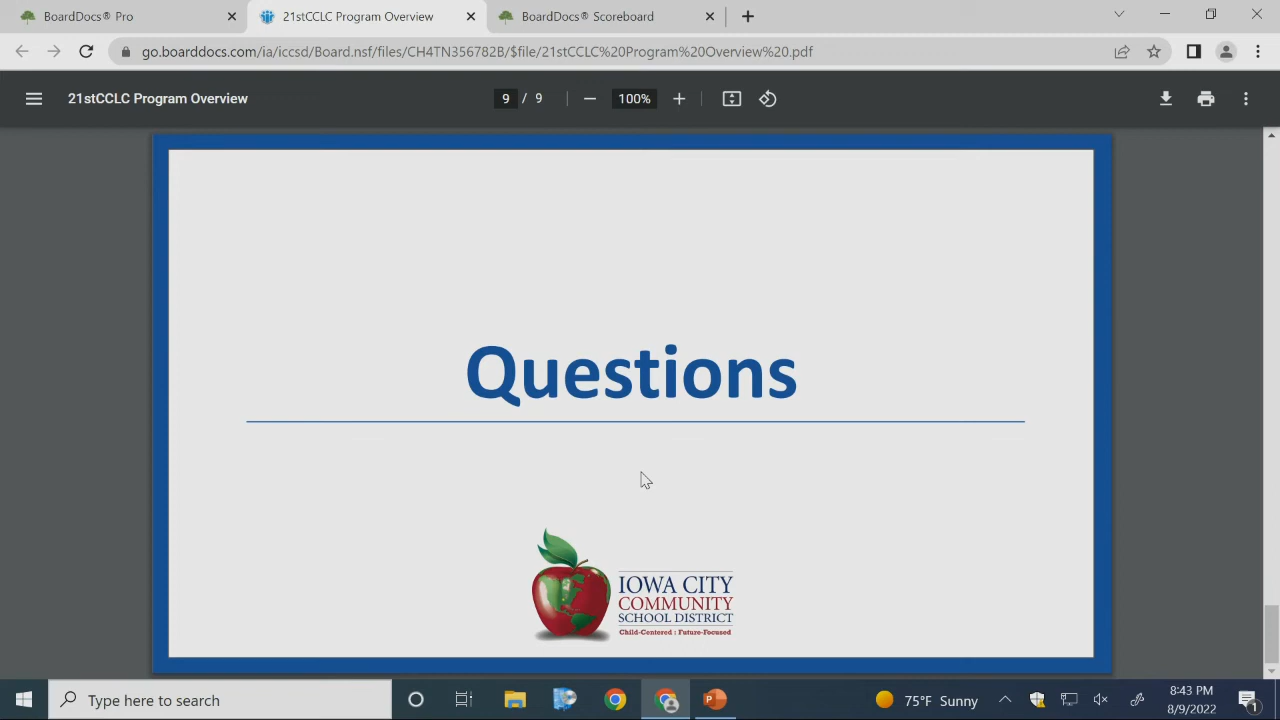 BoardDocs® Pro
21stCCLC Program Overview
BoardDocs® Scoreboard
go.boarddocs.com/ia/iccsd/Board.nsf/files/CH4TN356782B/$file/21stCCLC%20Program%20Overview%20.pdf
21stCCLC Program Overview
9 / 9
100%
Questions
IOWA CITY
COMMUNITY
SCHOOL DISTRICT
Child-Centered : Future-Focused
Type here to search
75°F Sunny
8:43 PM
8/9/2022
1